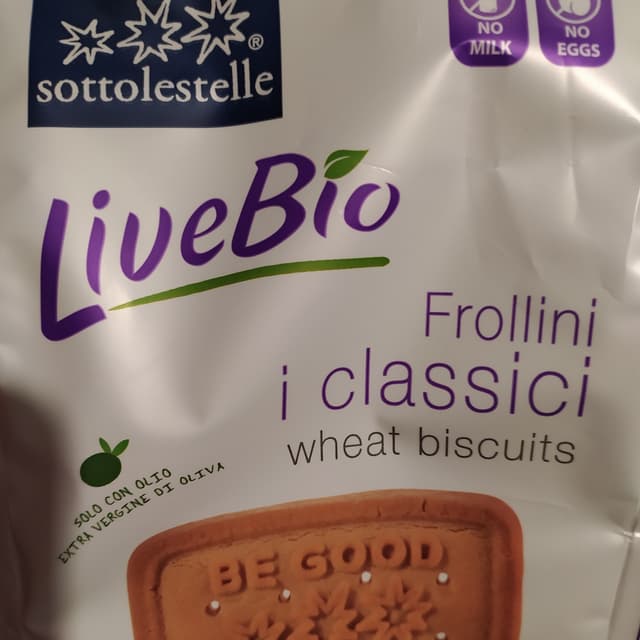 sottolestelle®
NO
MILK
NO
EGGS
LiveBio
Frollini
i classici
wheat biscuits
SOLO CON OLIO
EXTRA VERGINE DI OLIVA
BE GOOD